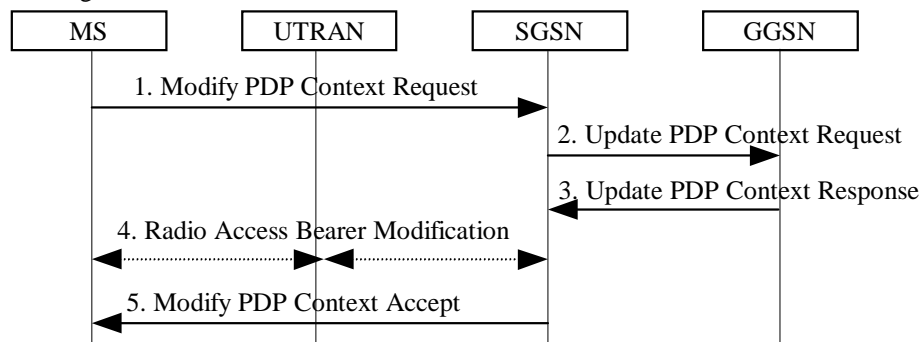 MS UTRAN SGSN GGSN
1. Modify PDP Context Request
2. Update PDP Context Request
3. Update PDP Context Response
4. Radio Access Bearer Modification
5. Modify PDP Context Accept